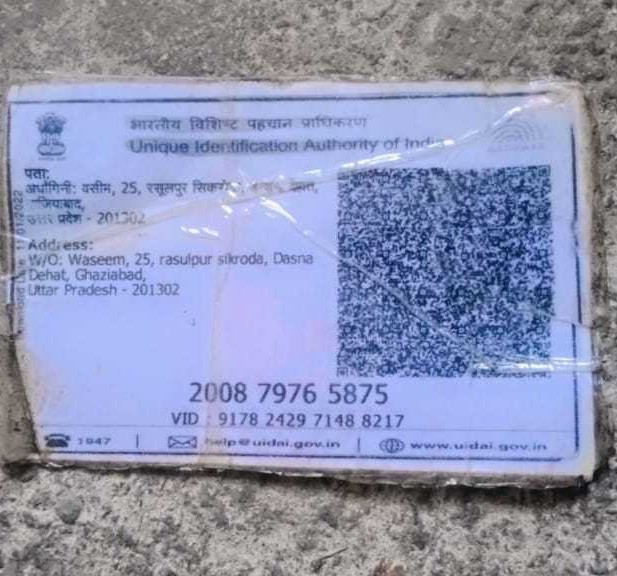 भारतीय विशिष्ट पहचान प्राधिकरण
Unique Identification Authority of India
पता:
अर्धांगिनी: वसीम, 25, रसूलपुर
उत्तर प्रदेश - 201302
Address:
W/O: Waseem, 25, rasulpur sikroda, Dasna
Dehat, Ghaziabad,
Uttar Pradesh - 201302
2008 7976 5875
VID : 9178 2429 7148 8217
1947 | help@uidai.gov.in | www.uidai.gov.in